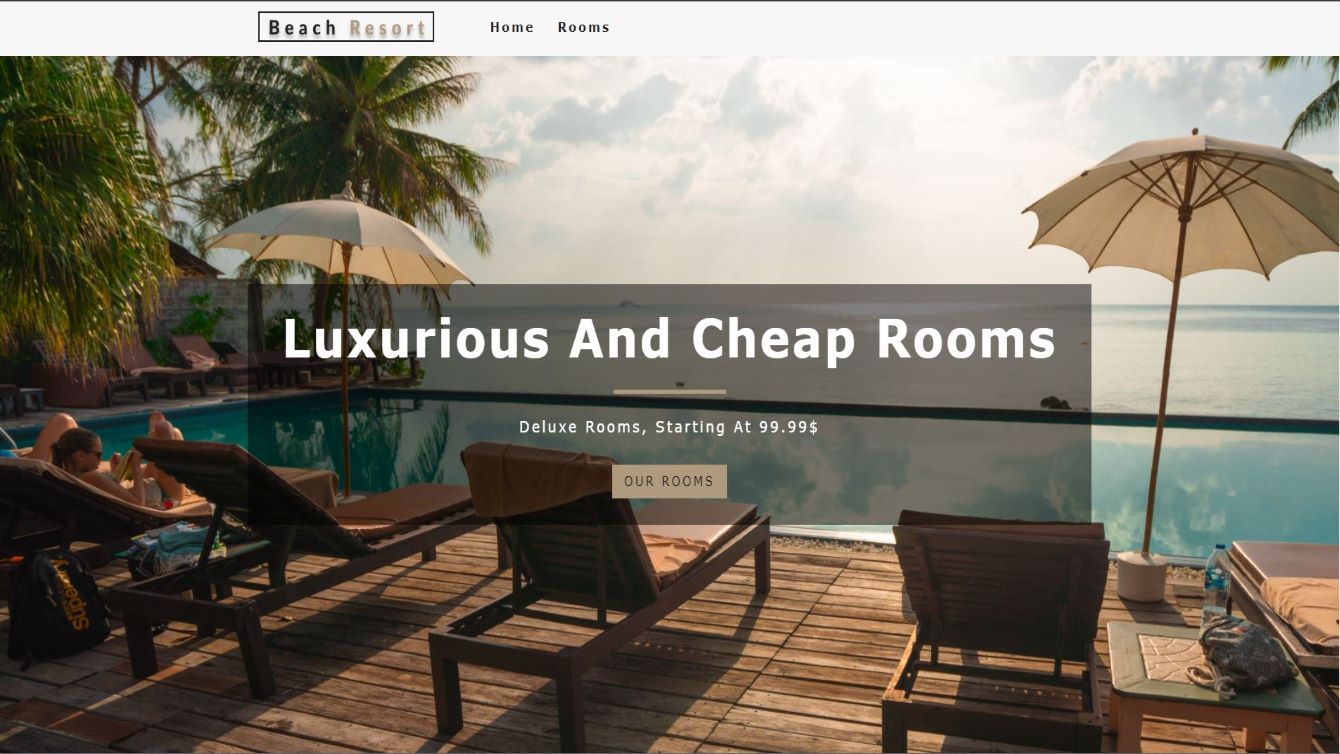 Beach Resort Home Rooms
Luxurious And Cheap Rooms
Deluxe Rooms, Starting At 99.99$
OUR ROOMS
Superdry